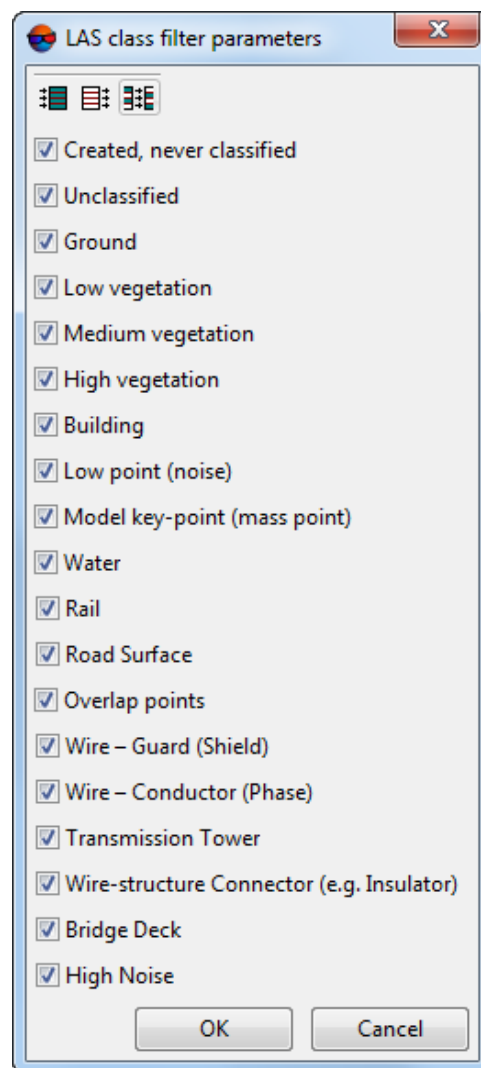 LAS class filter parameters
Created, never classified
Unclassified
Ground
Low vegetation
Medium vegetation
High vegetation
Building
Low point (noise)
Model key-point (mass point)
Water
Rail
Road Surface
Overlap points
Wire – Guard (Shield)
Wire – Conductor (Phase)
Transmission Tower
Wire-structure Connector (e.g. Insulator)
Bridge Deck
High Noise
OK Cancel